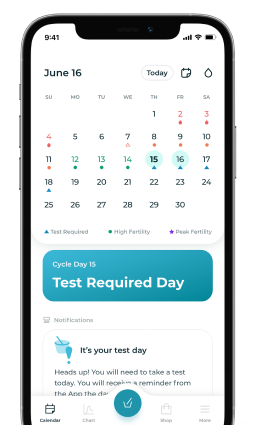 9:41
June 16
Today
SU MO TU WE TH FR SA
1 2 3
4 5 6 7 8 9 10
11 12 13 14 15 16 17
18 19 20 21 22 23 24
25 26 27 28 29 30
Test Required High Fertility Peak Fertility
Cycle Day 15
Test Required Day
Notifications
It's your test day
Heads up! You will need to take a test
today. You will receive a reminder from
the App the da
Calendar Chart Shop More